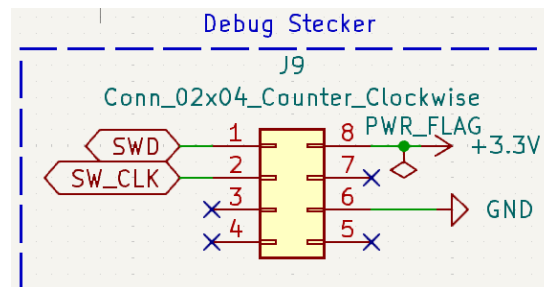 Debug Stecker
J9
Conn_02x04_Counter_Clockwise
SWD 1 8 PWR_FLAG +3.3V
SW_CLK 2 7
3 6 GND
4 5